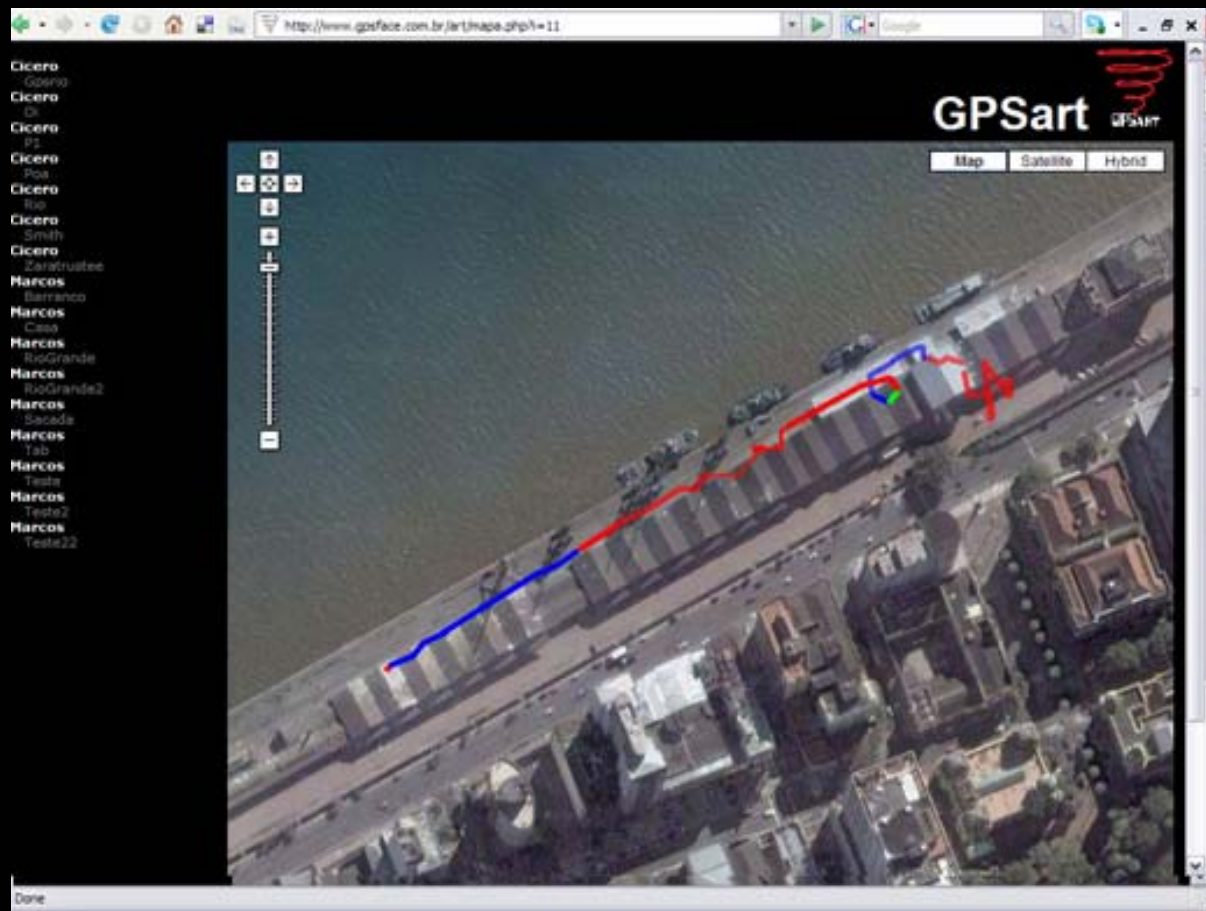 http://www.gpsface.com.br/art/mapa.php?i=11
Google
Cicero
Gpsrio
Cicero
Oi
Cicero
P1
Cicero
Poa
Cicero
Rio
Cicero
Smith
Cicero
Zaratrustee
Marcos
Barranco
Marcos
Casa
Marcos
RioGrande
Marcos
RioGrande2
Marcos
Sacada
Marcos
Tab
Marcos
Teste
Marcos
Teste2
Marcos
Teste22
GPSart
GPSART
Map
Satellite
Hybrid
Done